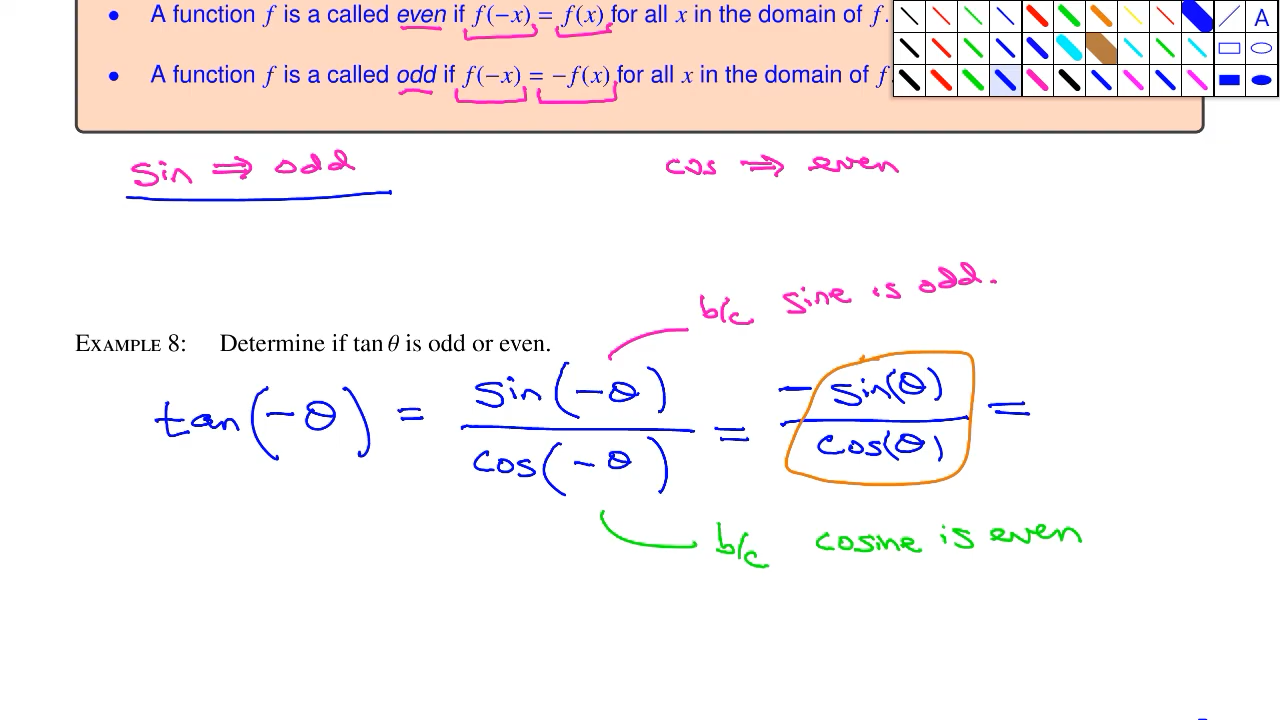 • A function f is a called even if f(−x) = f(x) for all x in the domain of f.
• A function f is a called odd if f(−x) = −f(x) for all x in the domain of f.
A
sin ⇒ odd cos ⇒ even
b/c sine is odd.
EXAMPLE 8: Determine if tan θ is odd or even.
tan(−θ) = sin(−θ) / cos(−θ) = − sin(θ) / cos(θ) =
b/c cosine is even